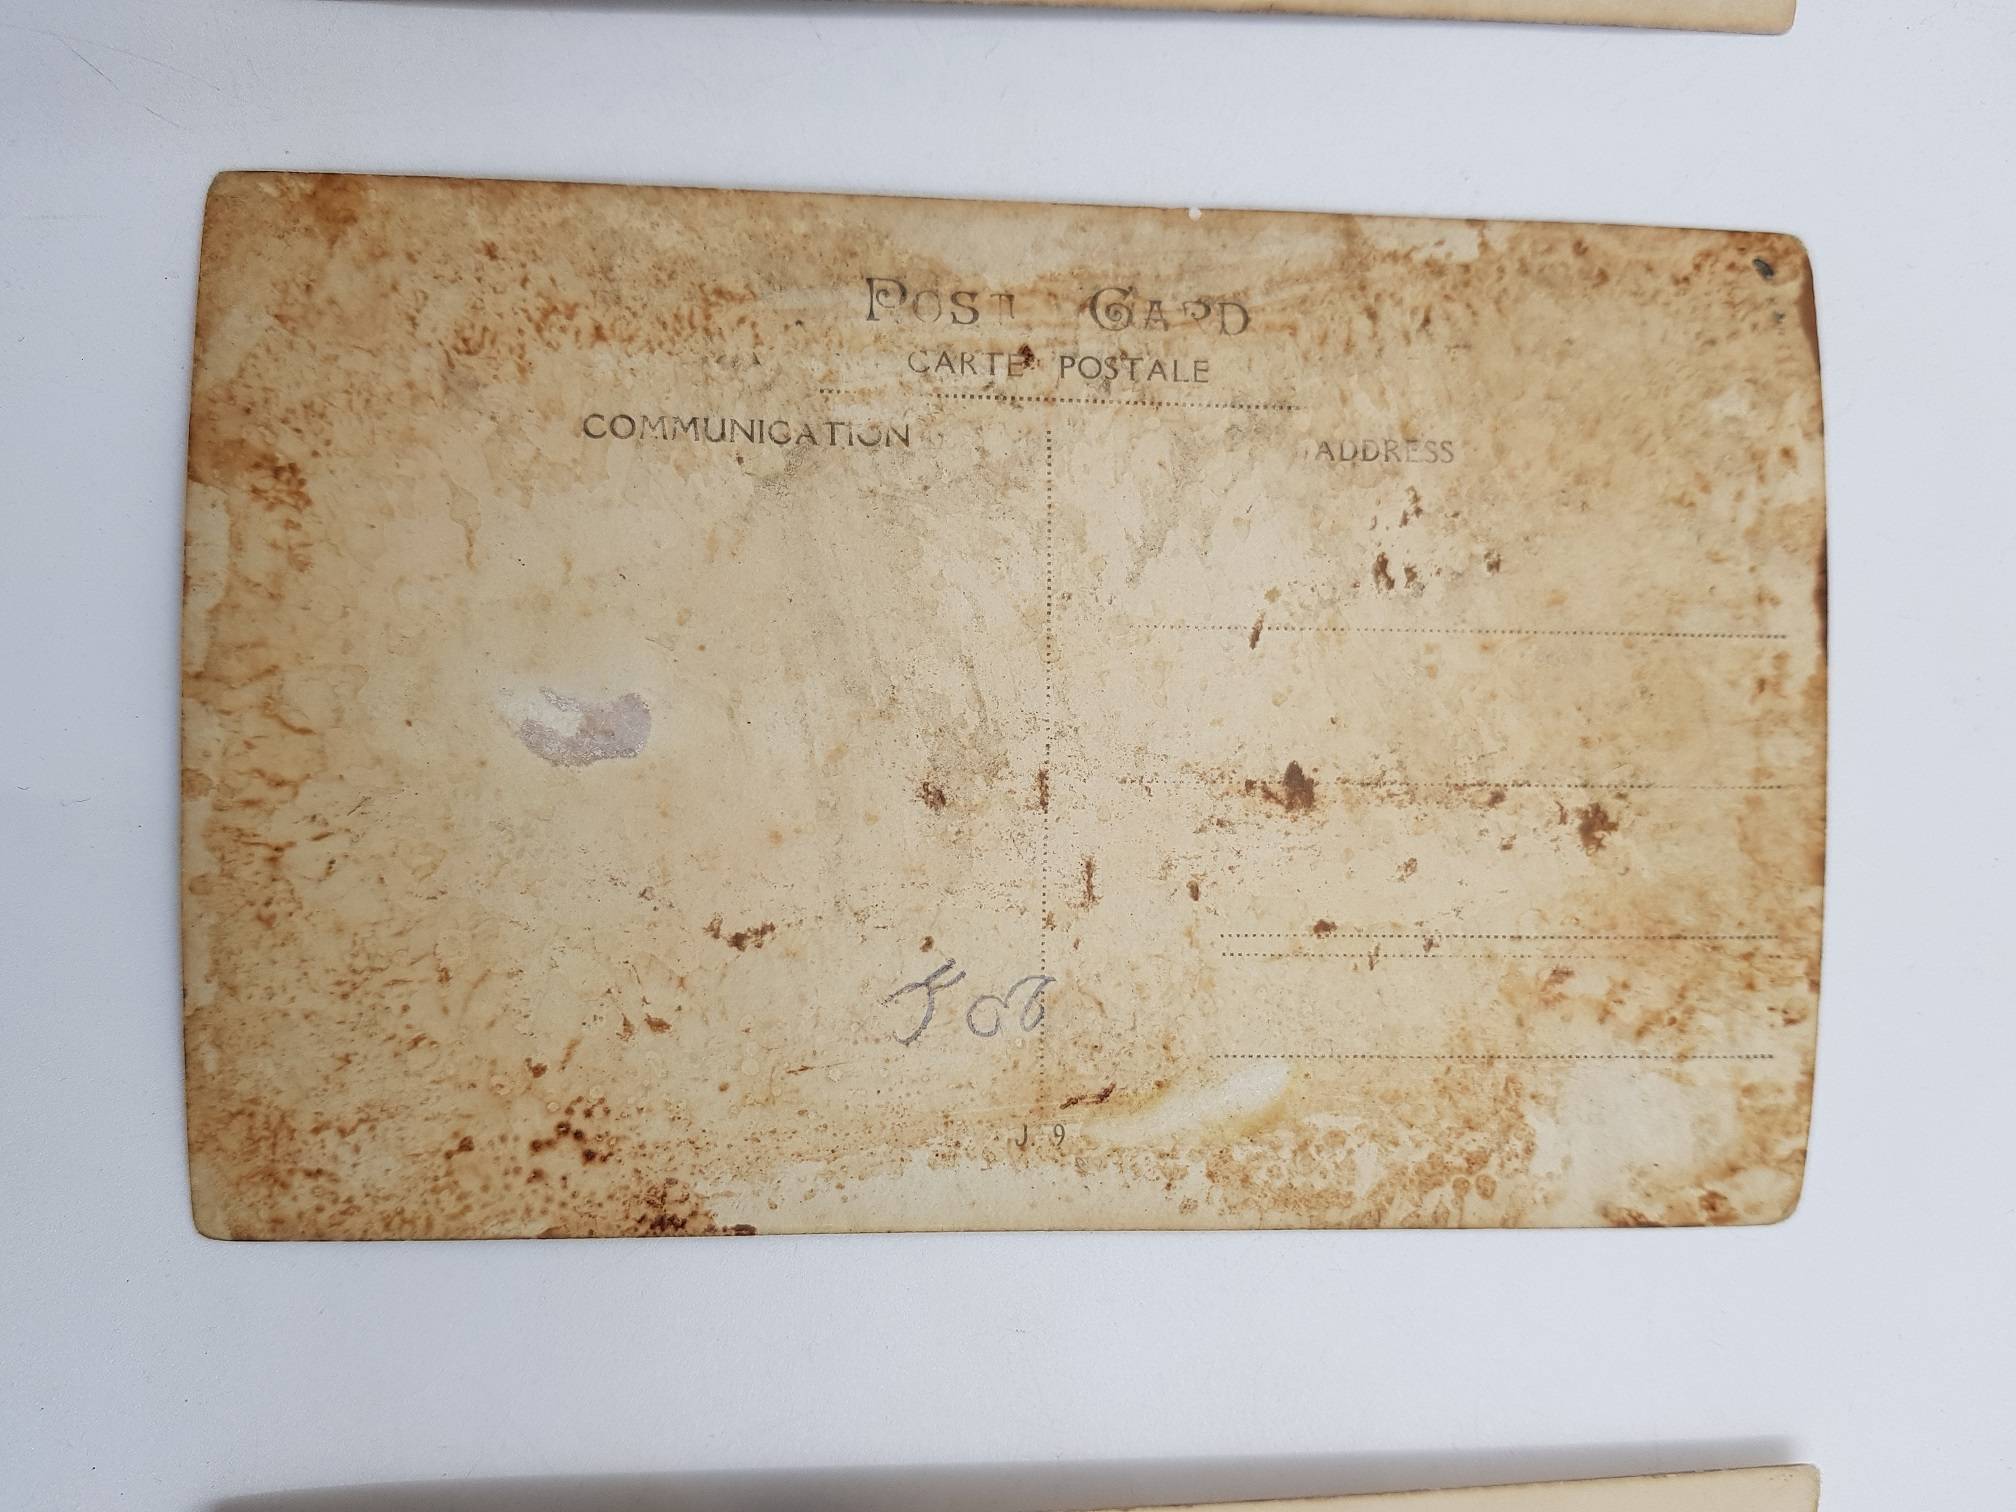 POST CARD
CARTE POSTALE
COMMUNICATION
ADDRESS
J. 9